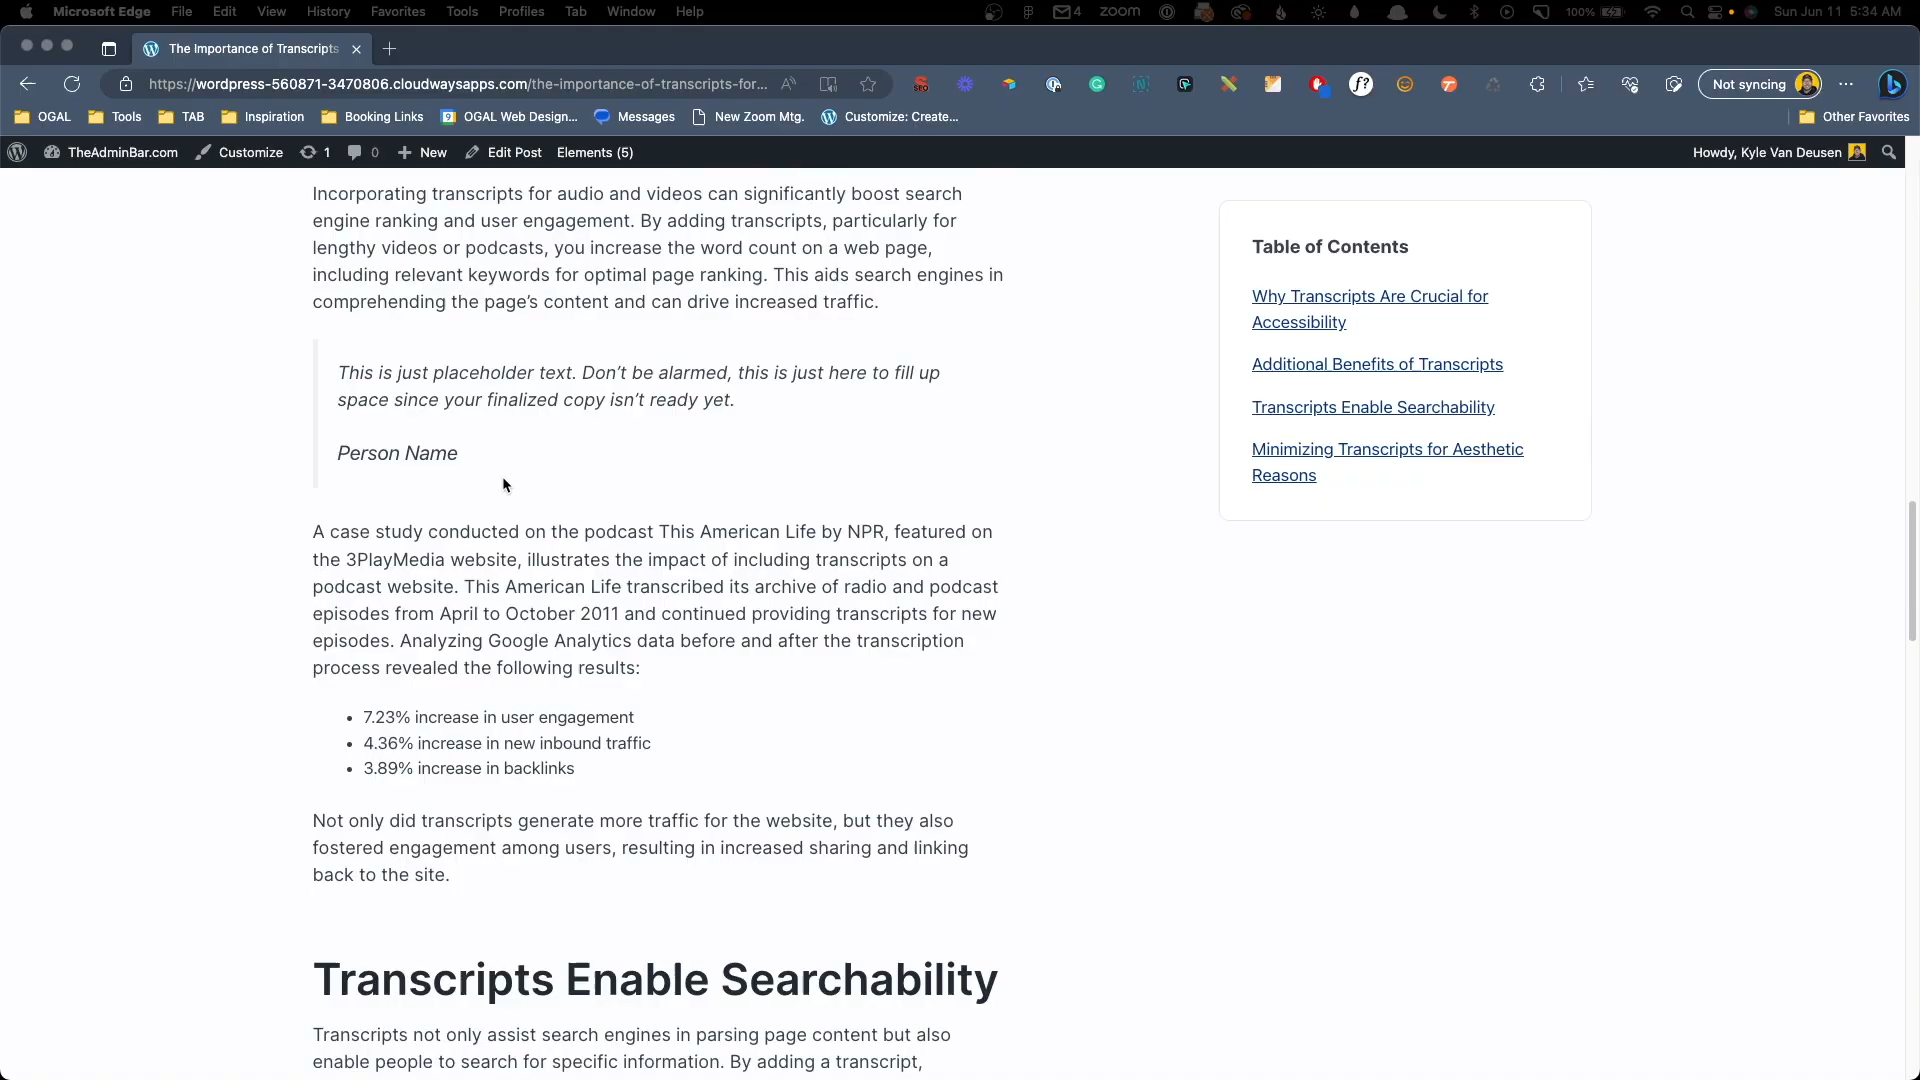 Microsoft Edge File Edit View History Favorites Tools Profiles Tab Window Help 4 zoom 100% Sun Jun 11 5:34 AM
The Importance of Transcripts
https://wordpress-560871-3470806.cloudwaysapps.com/the-importance-of-transcripts-for... Not syncing
OGAL Tools TAB Inspiration Booking Links OGAL Web Design... Messages New Zoom Mtg. Customize: Create... Other Favorites
TheAdminBar.com Customize 1 0 New Edit Post Elements (5) Howdy, Kyle Van Deusen
Incorporating transcripts for audio and videos can significantly boost search
engine ranking and user engagement. By adding transcripts, particularly for
lengthy videos or podcasts, you increase the word count on a web page,
including relevant keywords for optimal page ranking. This aids search engines in
comprehending the page’s content and can drive increased traffic.
This is just placeholder text. Don’t be alarmed, this is just here to fill up
space since your finalized copy isn’t ready yet.
Person Name
A case study conducted on the podcast This American Life by NPR, featured on
the 3PlayMedia website, illustrates the impact of including transcripts on a
podcast website. This American Life transcribed its archive of radio and podcast
episodes from April to October 2011 and continued providing transcripts for new
episodes. Analyzing Google Analytics data before and after the transcription
process revealed the following results:
• 7.23% increase in user engagement
• 4.36% increase in new inbound traffic
• 3.89% increase in backlinks
Not only did transcripts generate more traffic for the website, but they also
fostered engagement among users, resulting in increased sharing and linking
back to the site.
Transcripts Enable Searchability
Transcripts not only assist search engines in parsing page content but also
enable people to search for specific information. By adding a transcript,
Table of Contents
Why Transcripts Are Crucial for
Accessibility
Additional Benefits of Transcripts
Transcripts Enable Searchability
Minimizing Transcripts for Aesthetic
Reasons